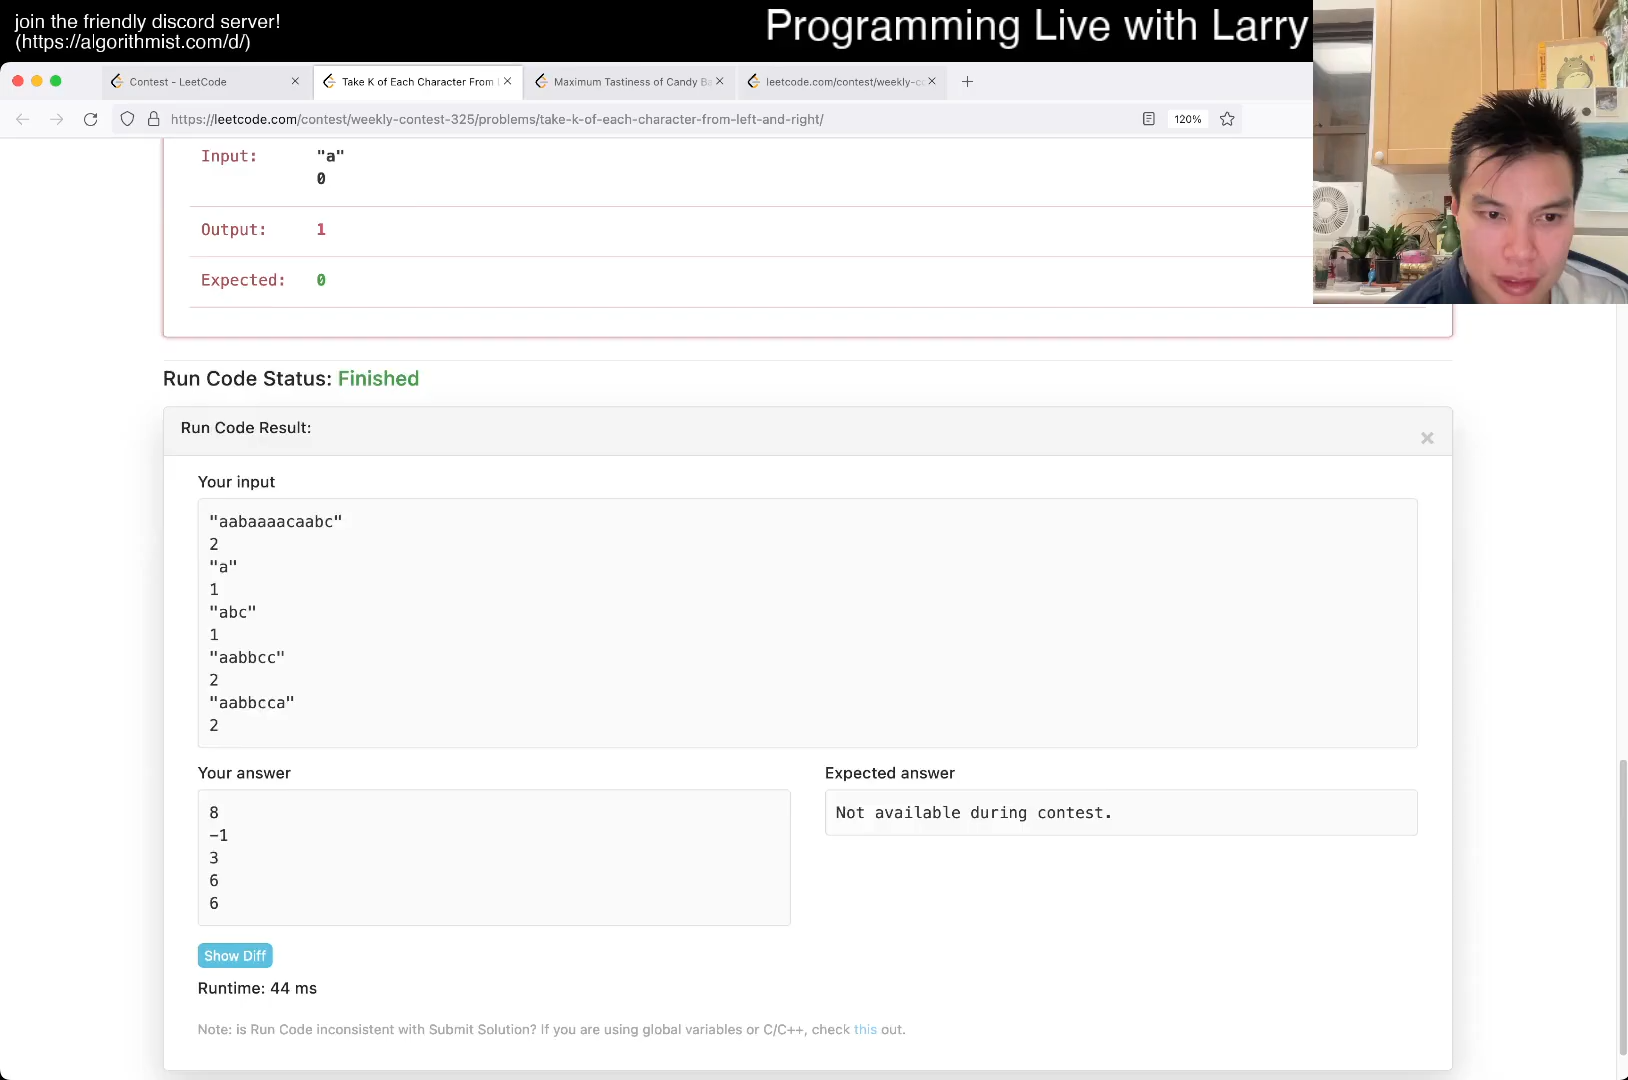 join the friendly discord server!
(https://algorithmist.com/d/)
Programming Live with Larry
Contest - LeetCode
Take K of Each Character From
Maximum Tastiness of Candy Ba
leetcode.com/contest/weekly-co
https://leetcode.com/contest/weekly-contest-325/problems/take-k-of-each-character-from-left-and-right/
120%
Input: "a"
0
Output: 1
Expected: 0
Run Code Status: Finished
Run Code Result:
Your input
"aabaaaacaabc"
2
"a"
1
"abc"
1
"aabbcc"
2
"aabbcca"
2
Your answer
8
-1
3
6
6
Expected answer
Not available during contest.
Show Diff
Runtime: 44 ms
Note: is Run Code inconsistent with Submit Solution? If you are using global variables or C/C++, check this out.